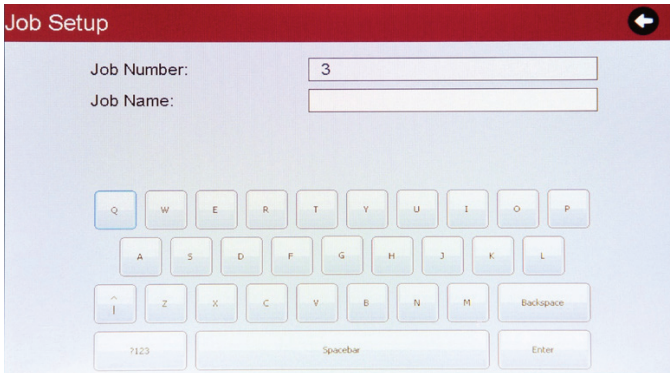 Job Setup
Job Number: 3
Job Name:
Q W E R T Y U I O P
A S D F G H J K L
Z X C V B N M Backspace
?123 Spacebar Enter